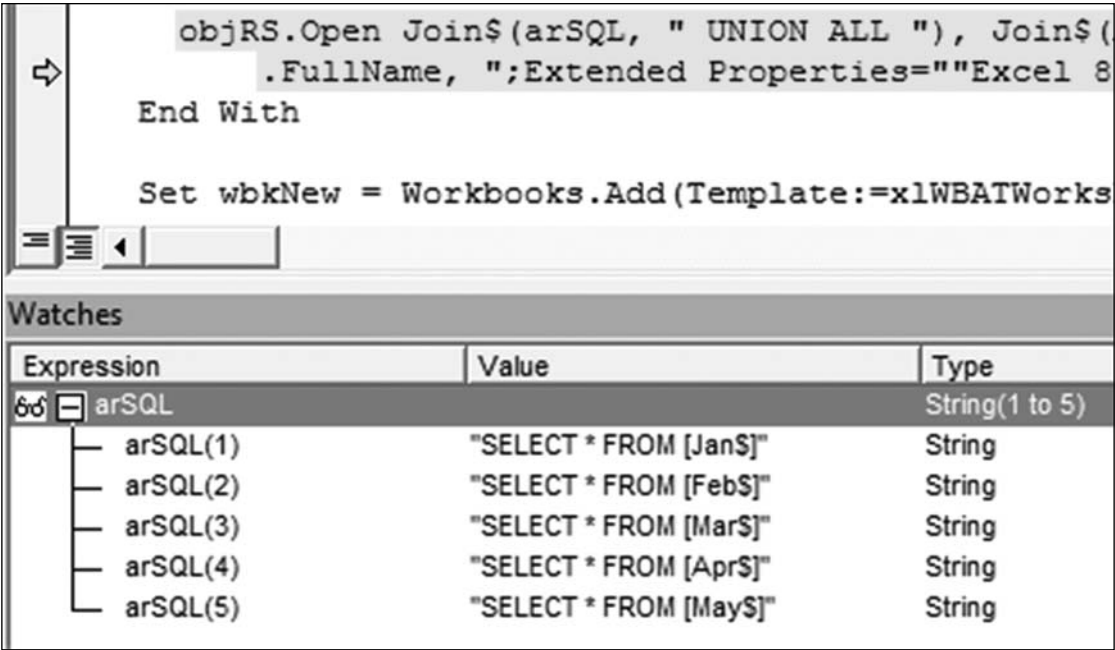 objRS.Open Join$(arSQL, " UNION ALL "), Join$(
.FullName, ";Extended Properties=""Excel 8
End With
Set wbkNew = Workbooks.Add(Template:=xlWBATWorks
Watches
Expression Value Type
arSQL String(1 to 5)
arSQL(1) "SELECT * FROM [Jan$]" String
arSQL(2) "SELECT * FROM [Feb$]" String
arSQL(3) "SELECT * FROM [Mar$]" String
arSQL(4) "SELECT * FROM [Apr$]" String
arSQL(5) "SELECT * FROM [May$]" String